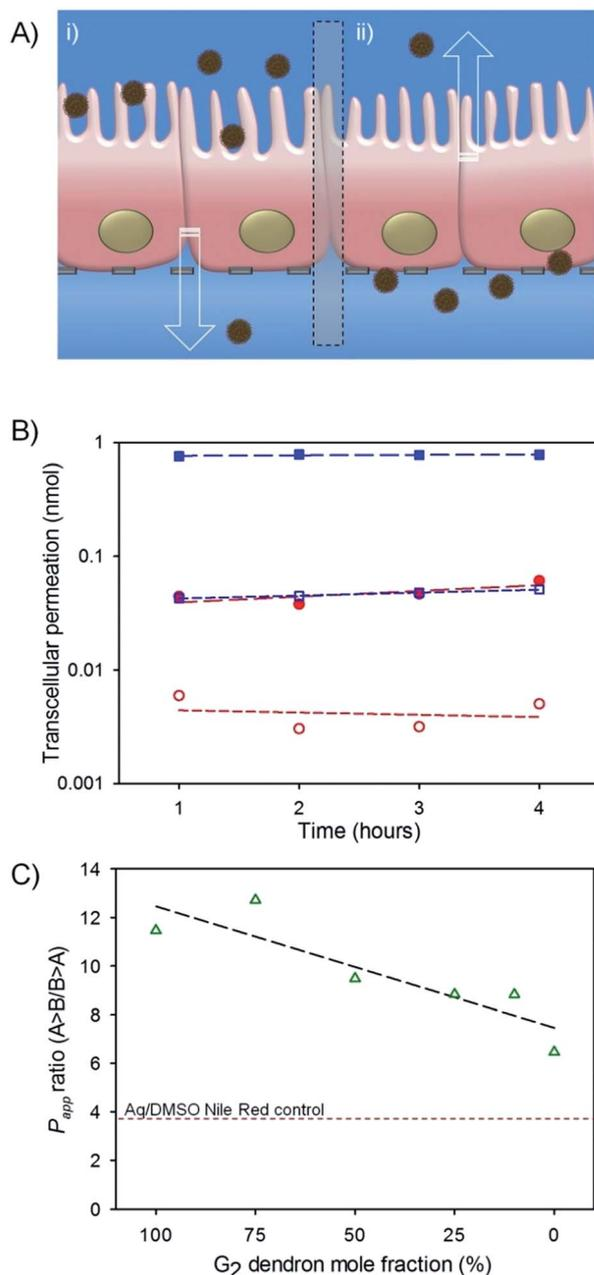 A)
i)
ii)
B)
Transcellular permeation (nmol)
1
0.1
0.01
0.001
1 2 3 4
Time (hours)
C)
P_app ratio (A>B/B>A)
14
12
10
8
6
4
2
0
Aq/DMSO Nile Red control
100 75 50 25 0
G₂ dendron mole fraction (%)